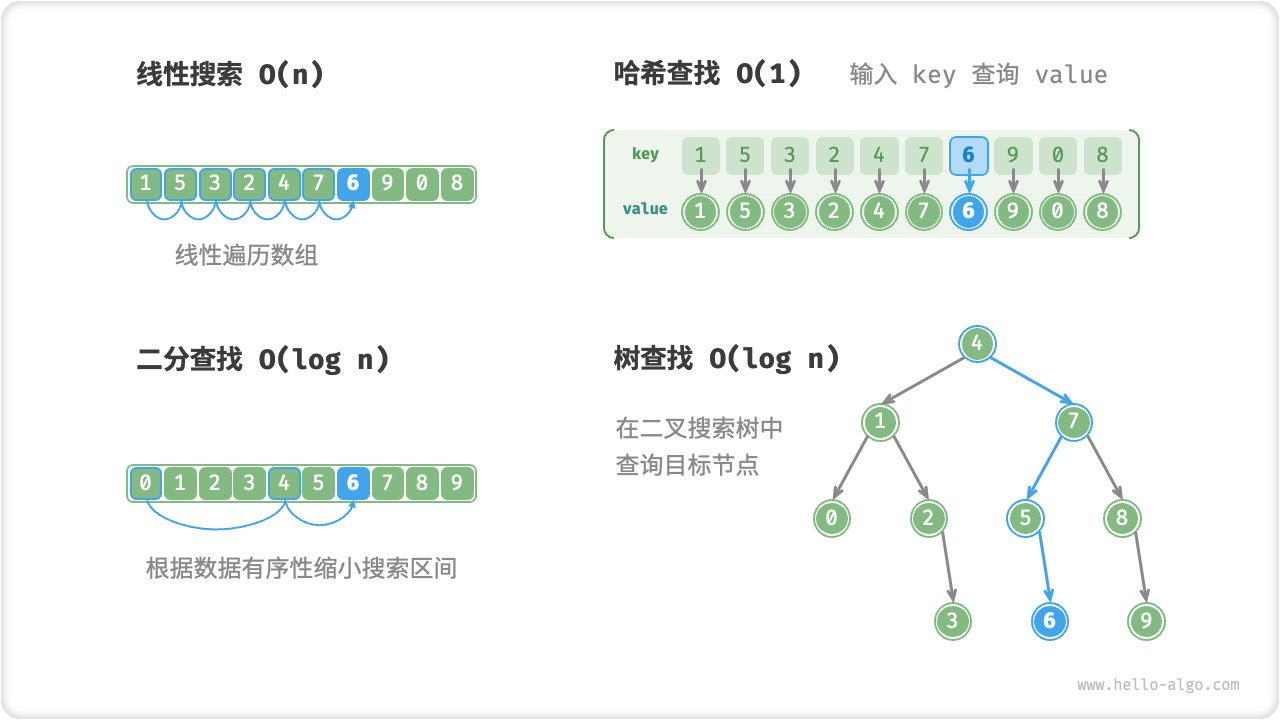 线性搜索 O(n)
1 5 3 2 4 7 6 9 0 8
线性遍历数组
哈希查找 O(1) 输入 key 查询 value
key 1 5 3 2 4 7 6 9 0 8
value 1 5 3 2 4 7 6 9 0 8
二分查找 O(log n)
0 1 2 3 4 5 6 7 8 9
根据数据有序性缩小搜索区间
树查找 O(log n)
在二叉搜索树中
查询目标节点
4
1 7
0 2 5 8
3 6 9
www.hello-algo.com